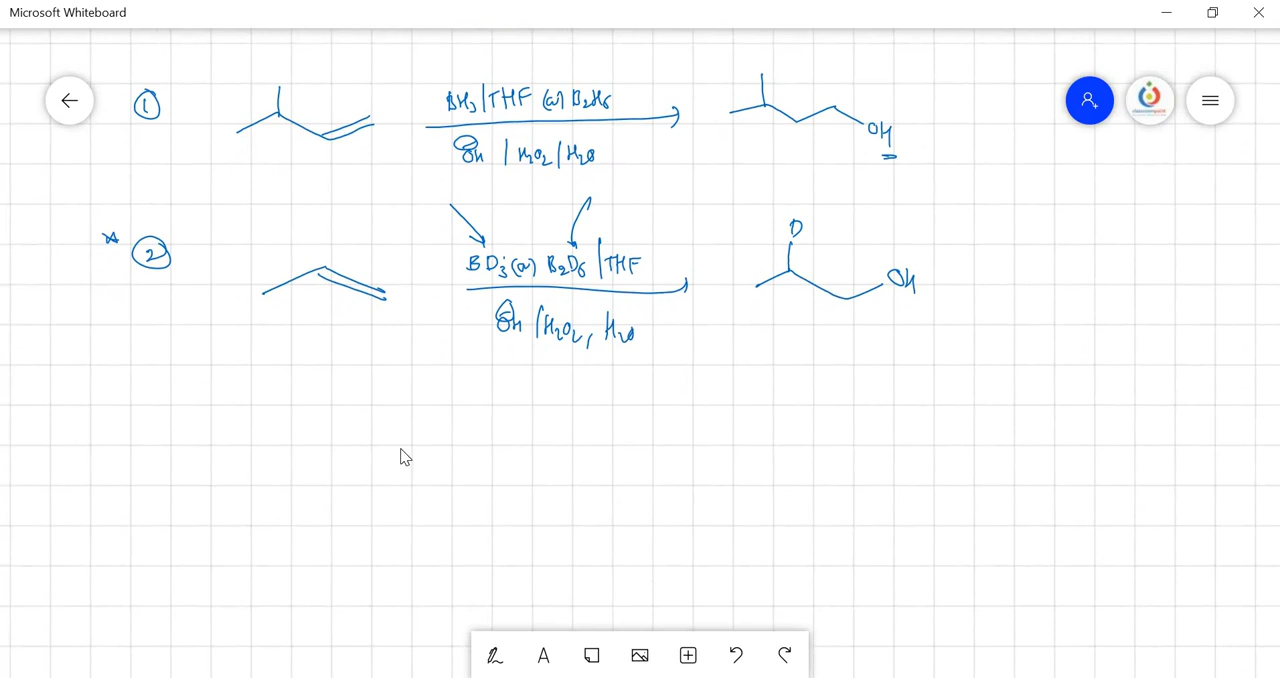 Microsoft Whiteboard
① BH3/THF (or) B2H6
⊖OH / H2O2 / H2O
OH
D
② BD3 (or) B2D6 / THF
OH
⊖OH / H2O2, H2O
A